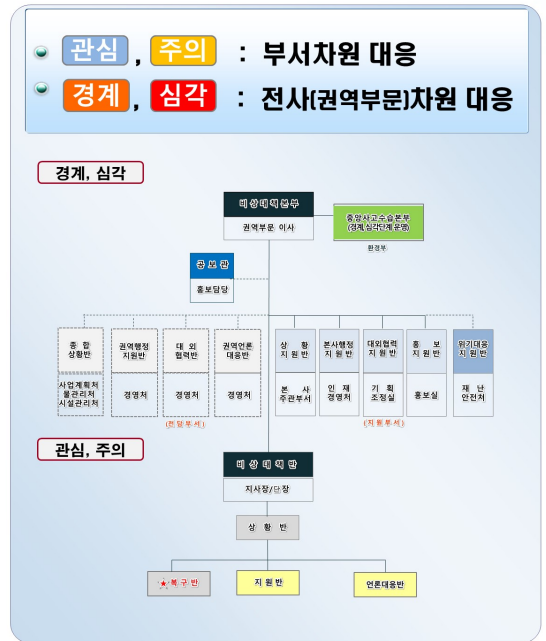 관심 , 주의 : 부서차원 대응
경계 , 심각 : 전사(권역부문)차원 대응
경계, 심각
비상대책본부
권역부문 이사
중앙사고수습본부
(경계,심각단계 운영)
환경부
공 보 관
홍보담당
종 합
상황반
사업계획처
물관리처
시설관리처
권역행정
지원반
경영처
대 외
협력반
경영처
권역언론
대응반
경영처
상 황
지 원 반
본 사
주관부서
본사행정
지 원 반
인 재
경영처
대외협력
지 원 반
기 획
조정실
홍 보
지 원 반
홍보실
위기대응
지 원 반
재 난
안전처
(전담부서)
(지원부서)
관심, 주의
비 상 대 책 반
지사장/단장
상 황 반
★복 구 반
지 원 반
언론대응반